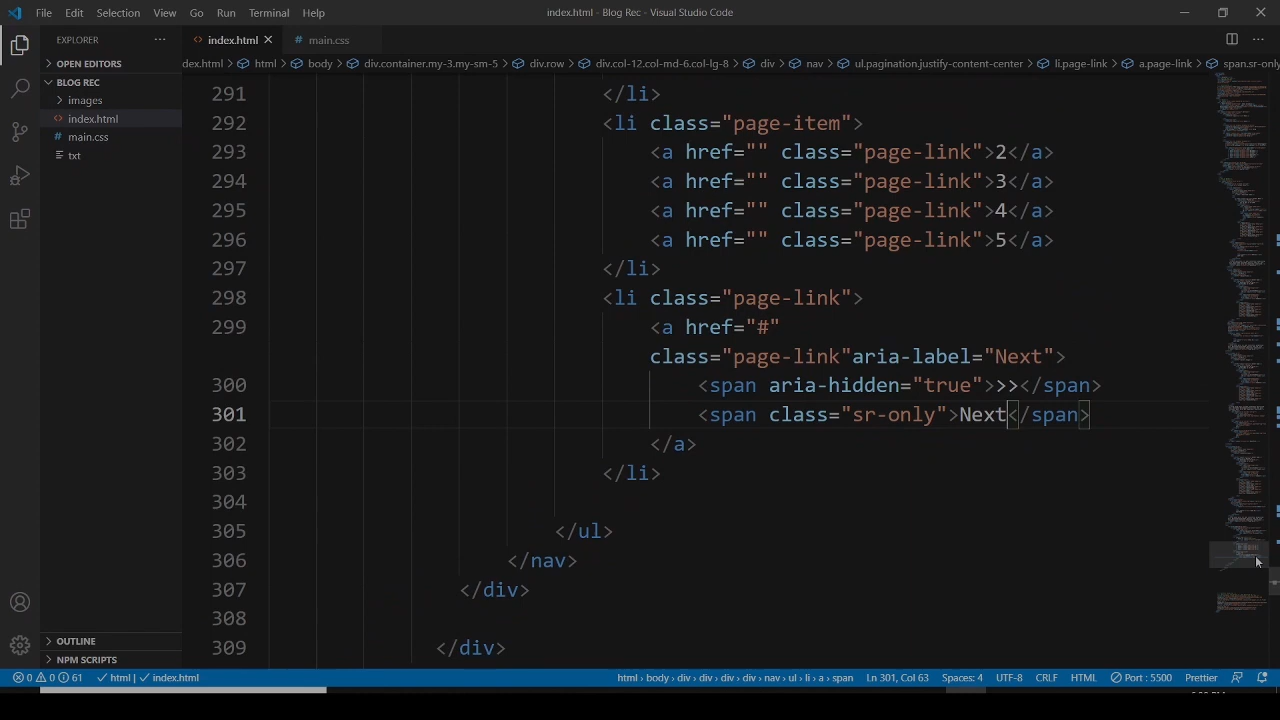 File Edit Selection View Go Run Terminal Help
index.html - Blog Rec - Visual Studio Code
EXPLORER
index.html
main.css
OPEN EDITORS
dex.html html body div.container.my-3.my-sm-5 div.row div.col-12.col-md-6.col-lg-8 div nav ul.pagination.justify-content-center li.page-link a.page-link span.sr-only
BLOG REC
images
index.html
main.css
txt
291 </li>
292 <li class="page-item">
293 <a href="" class="page-link">2</a>
294 <a href="" class="page-link">3</a>
295 <a href="" class="page-link">4</a>
296 <a href="" class="page-link">5</a>
297 </li>
298 <li class="page-link">
299 <a href="#"
class="page-link"aria-label="Next">
300 <span aria-hidden="true">>></span>
301 <span class="sr-only">Next</span>
302 </a>
303 </li>
304
305 </ul>
306 </nav>
307 </div>
308
309 </div>
OUTLINE
NPM SCRIPTS
0 0 61 html | index.html
html › body › div › div › div › div › nav › ul › li › a › span Ln 301, Col 63 Spaces: 4 UTF-8 CRLF HTML Port : 5500 Prettier